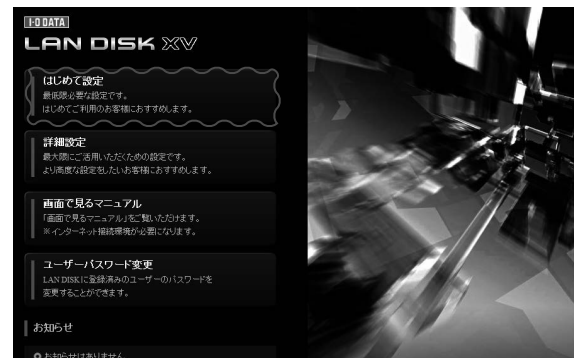 I-O DATA
LAN DISK XV
はじめて設定
最低限必要な設定です。
はじめてご利用のお客様におすすめします。
詳細設定
最大限にご活用いただくための設定です。
より高度な設定をしたいお客様におすすめします。
画面で見るマニュアル
「画面で見るマニュアル」をご覧いただけます。
※インターネット接続環境が必要になります。
ユーザーパスワード変更
LAN DISKに登録済みのユーザーのパスワードを
変更することができます。
お知らせ
お知らせはありません